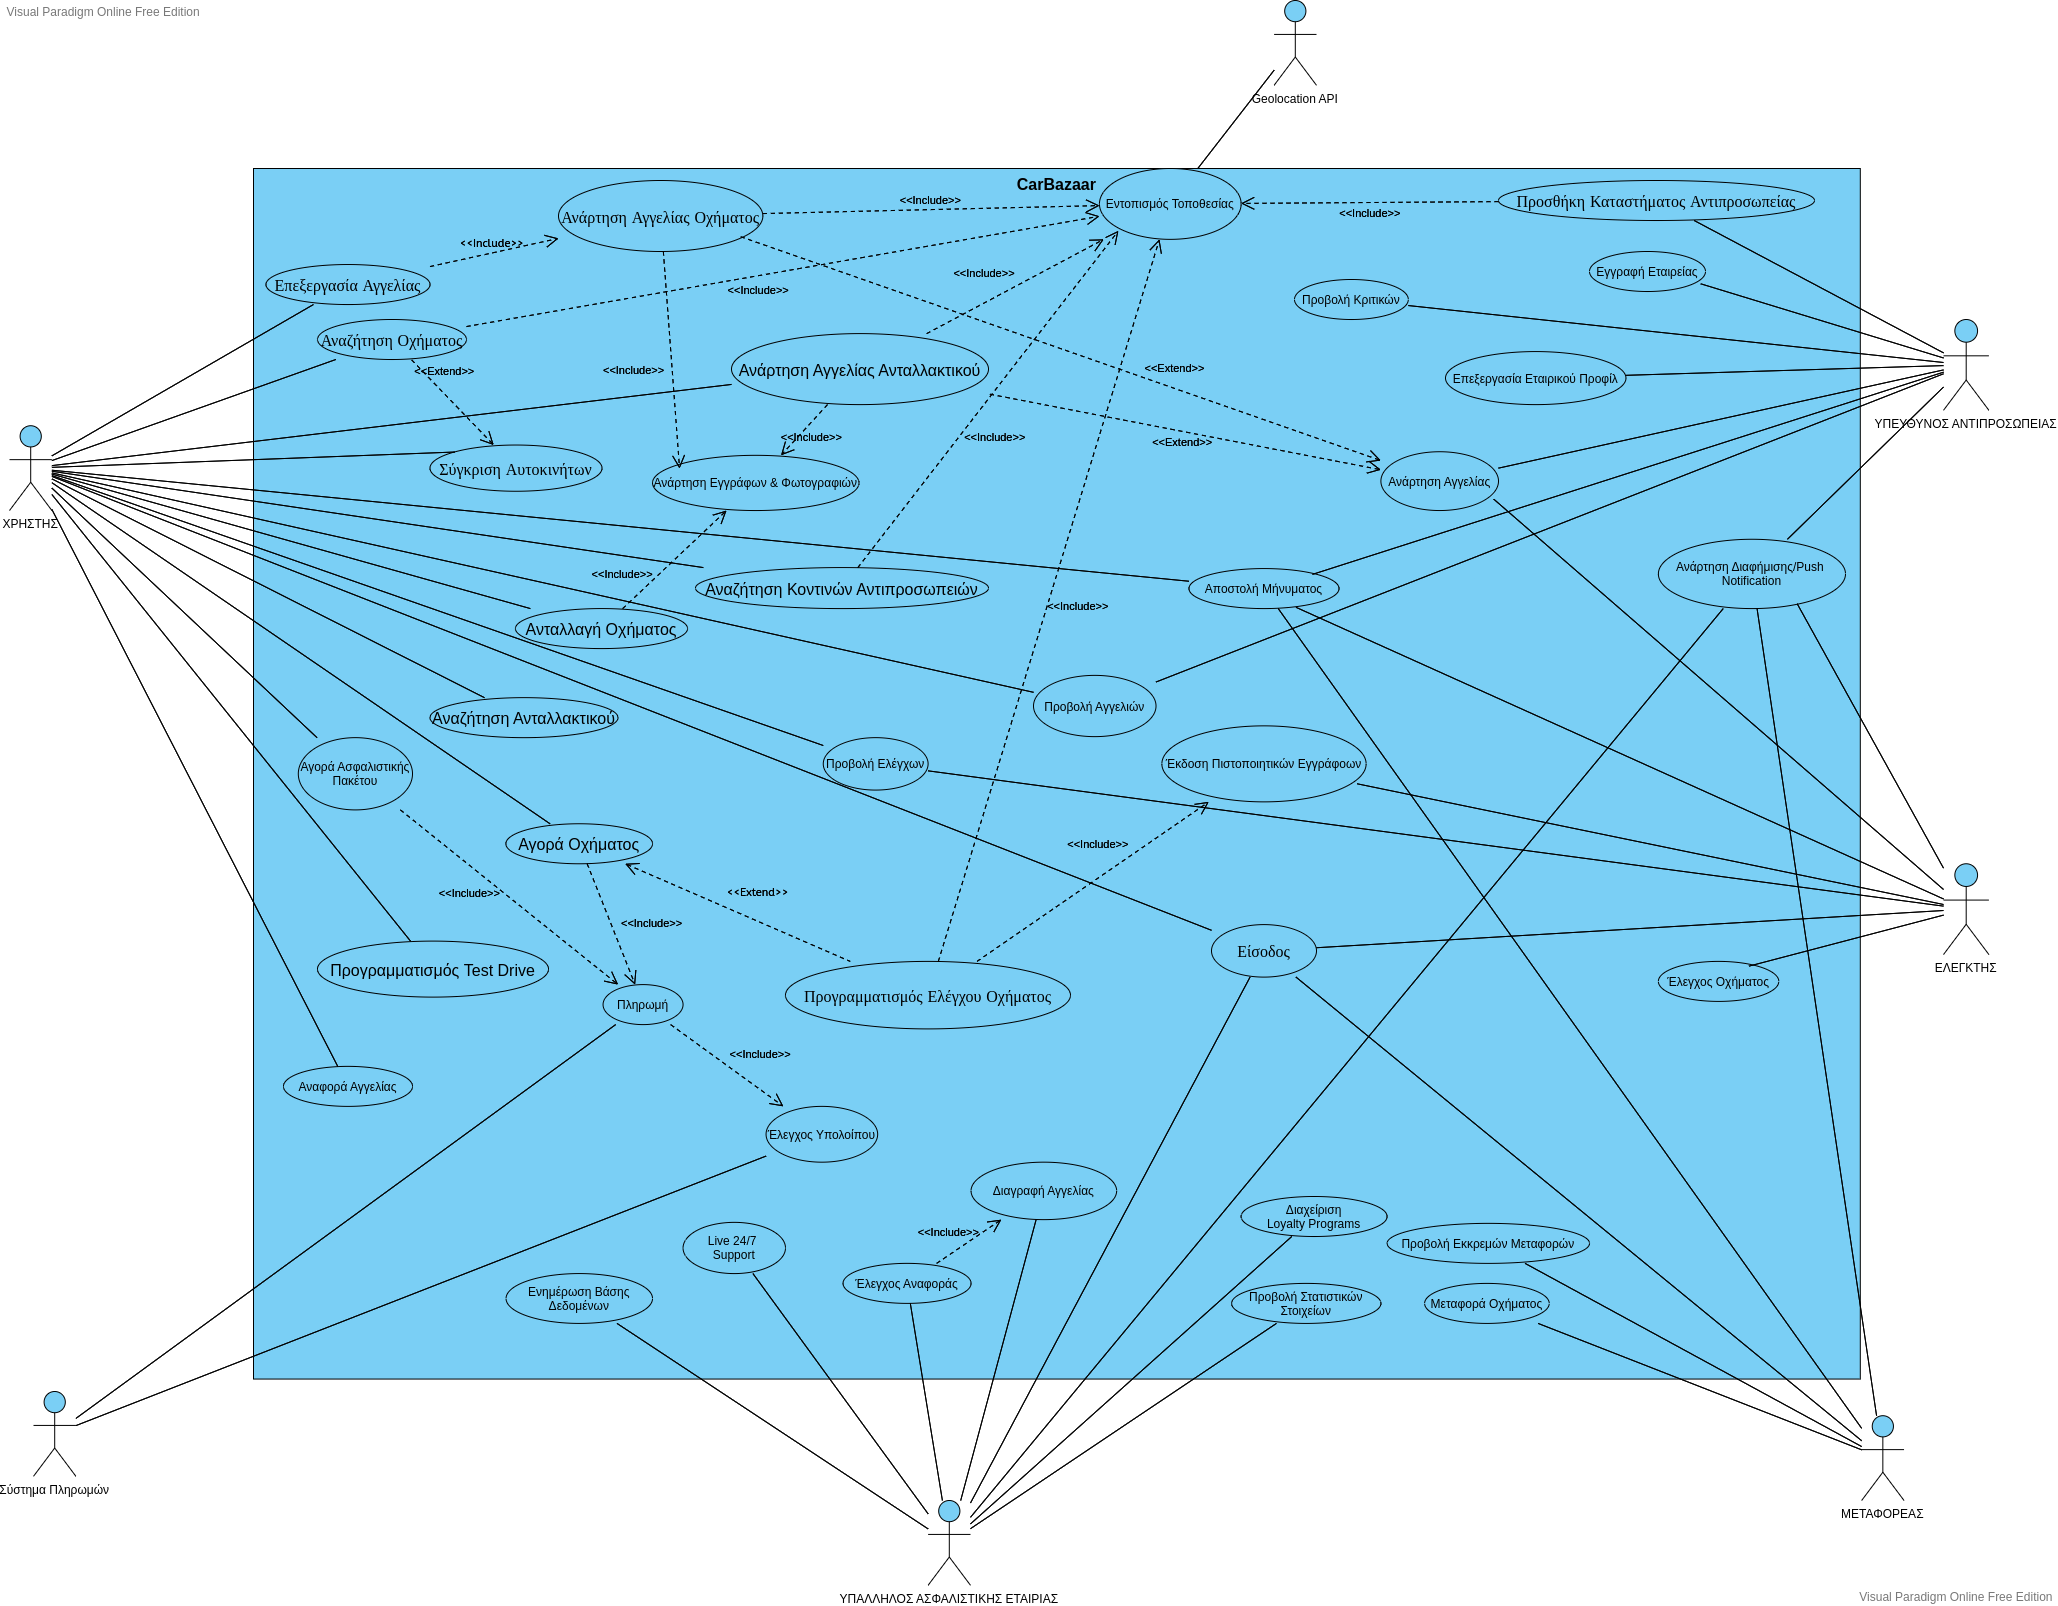 Visual Paradigm Online Free Edition
Geolocation API
CarBazaar
Ανάρτηση Αγγελίας Οχήματος
<<Include>>
Εντοπισμός Τοποθεσίας
<<Include>>
Προσθήκη Καταστήματος Αντιπροσωπείας
<<Include>>
Επεξεργασία Αγγελίας
<<Include>>
<<Include>>
Εγγραφή Εταιρείας
Προβολή Κριτικών
Αναζήτηση Οχήματος
<<Extend>>
<<Include>>
Ανάρτηση Αγγελίας Ανταλλακτικού
<<Extend>>
Επεξεργασία Εταιρικού Προφίλ
ΥΠΕΥΘΥΝΟΣ ΑΝΤΙΠΡΟΣΩΠΕΙΑΣ
<<Include>>
<<Include>>
<<Extend>>
Σύγκριση Αυτοκινήτων
Ανάρτηση Εγγράφων & Φωτογραφιών
Ανάρτηση Αγγελίας
ΧΡΗΣΤΗΣ
<<Include>>
Ανάρτηση Διαφήμισης/Push
Notification
Αναζήτηση Κοντινών Αντιπροσωπειών
Αποστολή Μήνυματος
<<Include>>
Ανταλλαγή Οχήματος
Προβολή Αγγελιών
Αναζήτηση Ανταλλακτικού
Αγορά Ασφαλιστικής
Πακέτου
Προβολή Ελέγχων
Έκδοση Πιστοποιητικών Εγγράφοων
Αγορά Οχήματος
<<Include>>
<<Include>>
<<Extend>>
<<Include>>
Είσοδος
ΕΛΕΓΚΤΗΣ
Προγραμματισμός Test Drive
Έλεγχος Οχήματος
Προγραμματισμός Ελέγχου Οχήματος
Πληρωμή
<<Include>>
Αναφορά Αγγελίας
Έλεγχος Υπολοίπου
Διαγραφή Αγγελίας
Διαχείριση
Loyalty Programs
<<Include>>
Live 24/7
Support
Προβολή Εκκρεμών Μεταφορών
Έλεγχος Αναφοράς
Ενημέρωση Βάσης
Δεδομένων
Προβολή Στατιστικών
Στοιχείων
Μεταφορά Οχήματος
Σύστημα Πληρωμών
ΜΕΤΑΦΟΡΕΑΣ
ΥΠΑΛΛΗΛΟΣ ΑΣΦΑΛΙΣΤΙΚΗΣ ΕΤΑΙΡΙΑΣ
Visual Paradigm Online Free Edition